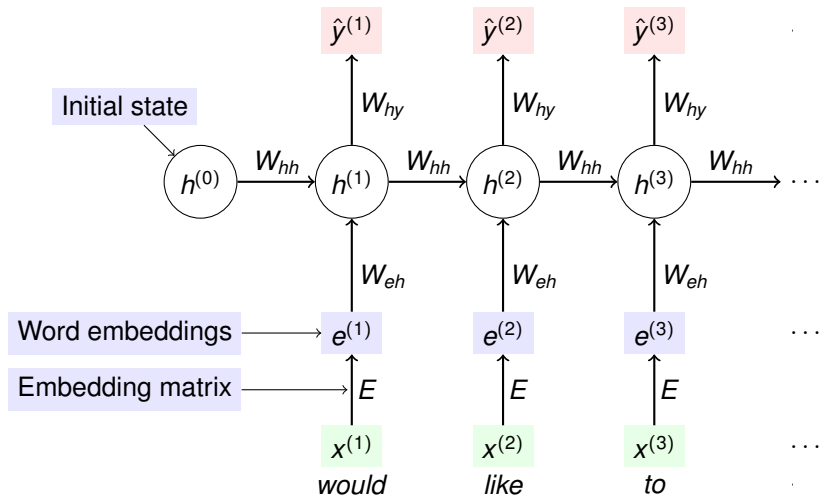 ŷ(1) ŷ(2) ŷ(3) .
Initial state
W_hy W_hy W_hy
W_hh W_hh W_hh W_hh
h(0) h(1) h(2) h(3) ···
W_eh W_eh W_eh
Word embeddings e(1) e(2) e(3) ···
Embedding matrix E E E
x(1) x(2) x(3) ···
would like to .